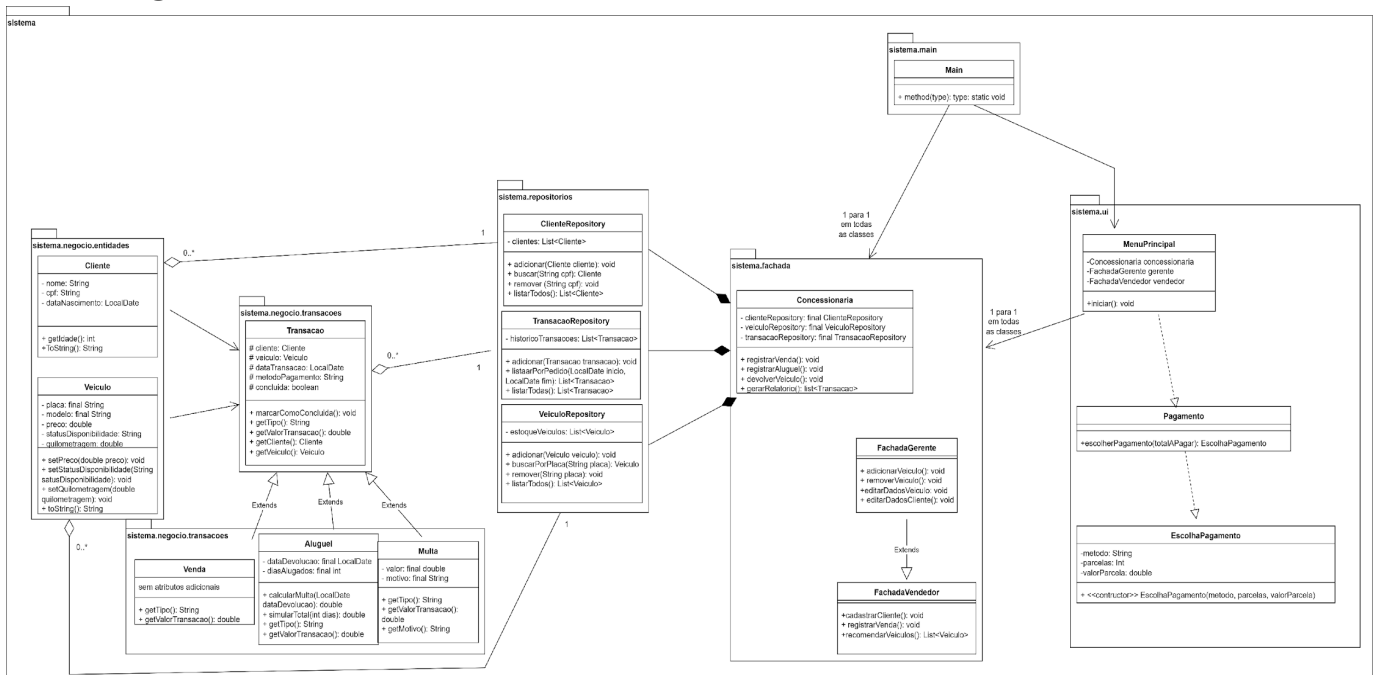 sistema
sistema.main
Main
+ method(type): type: static void
1 para 1
em todas
as classes
sistema.ui
MenuPrincipal
-Concessionaria concessionaria
-FachadaGerente gerente
-FachadaVendedor vendedor
+iniciar(): void
1 para 1
em todas
as classes
Pagamento
+escolherPagamento(totalAPagar): EscolhaPagamento
EscolhaPagamento
-metodo: String
-parcelas: Int
-valorParcela: double
+ <<contructor>> EscolhaPagamento(metodo, parcelas, valorParcela)
sistema.repositorios
ClienteRepository
- clientes: List<Cliente>
+ adicionar(Cliente cliente): void
+ buscar(String cpf): Cliente
+ remover (String cpf): void
+ listarTodos(): List<Cliente>
TransacaoRepository
- historicoTransacoes: List<Transacao>
+ adicionar(Transacao transacao): void
+ listaarPorPedido(LocalDate inicio,
LocalDate fim): List<Transacao>
+ listarTodas(): List<Transacao>
VeiculoRepository
- estoqueVeiculos: List<Veiculo>
+ adicionar(Veiculo veiculo): void
+ buscarPorPlaca(String placa): Veiculo
+ remover(String placa): void
+ listarTodos(): List<Veiculo>
1
0..*
0..*
1
1
0..*
sistema.negocio.entidades
Cliente
- nome: String
- cpf: String
- dataNascimento: LocalDate
+ getIdade(): int
+ToString(): String
Veiculo
- placa: final String
- modelo: final String
- preco: double
- statusDisponibilidade: String
- quilometragem: double
+ setPreco(double preco): void
+ setStatusDisponibilidade(String
satusDisponibilidade): void
+ setQuilometragem(double
quilometragem): void
+ toString(): String
sistema.negocio.transacoes
Transacao
# cliente: Cliente
# veiculo: Veiculo
# dataTransacao: LocalDate
# metodoPagamento: String
# concluida: boolean
+ marcarComoConcluida(): void
+ getTipo(): String
+ getValorTransacao(): double
+ getCliente(): Cliente
+ getVeiculo(): Veiculo
Extends
Extends
Extends
sistema.negocio.transacoes
Venda
sem atributos adicionais
+ getTipo(): String
+ getValorTransacao(): double
Aluguel
- dataDevolucao: final LocalDate
- diasAlugados: final int
+ calcularMulta(LocalDate
dataDevolucao): double
+ simularTotal(int dias): double
+ getTipo(): String
+ getValorTransacao(): double
Multa
- valor: final double
- motivo: final String
+ getTipo(): String
+ getValorTransacao():
double
+ getMotivo(): String
sistema.fachada
Concessionaria
- clienteRepository: final ClienteRepository
- veiculoRepository: final VeiculoRepository
- transacaoRepository: final TransacaoRepository
+ registrarVenda(): void
+ registrarAluguel(): void
+ devolverVeiculo(): void
+ gerarRelatorio(): list<Transacao>
FachadaGerente
+ adicionarVeiculo(): void
+ removerVeiculo(): void
+editarDadosVeiculo: void
+ editarDadosCliente(): void
Extends
FachadaVendedor
+cadastrarCliente(): void
+ registrarVenda(): void
+recomendarVeiculos(): List<Veiculo>